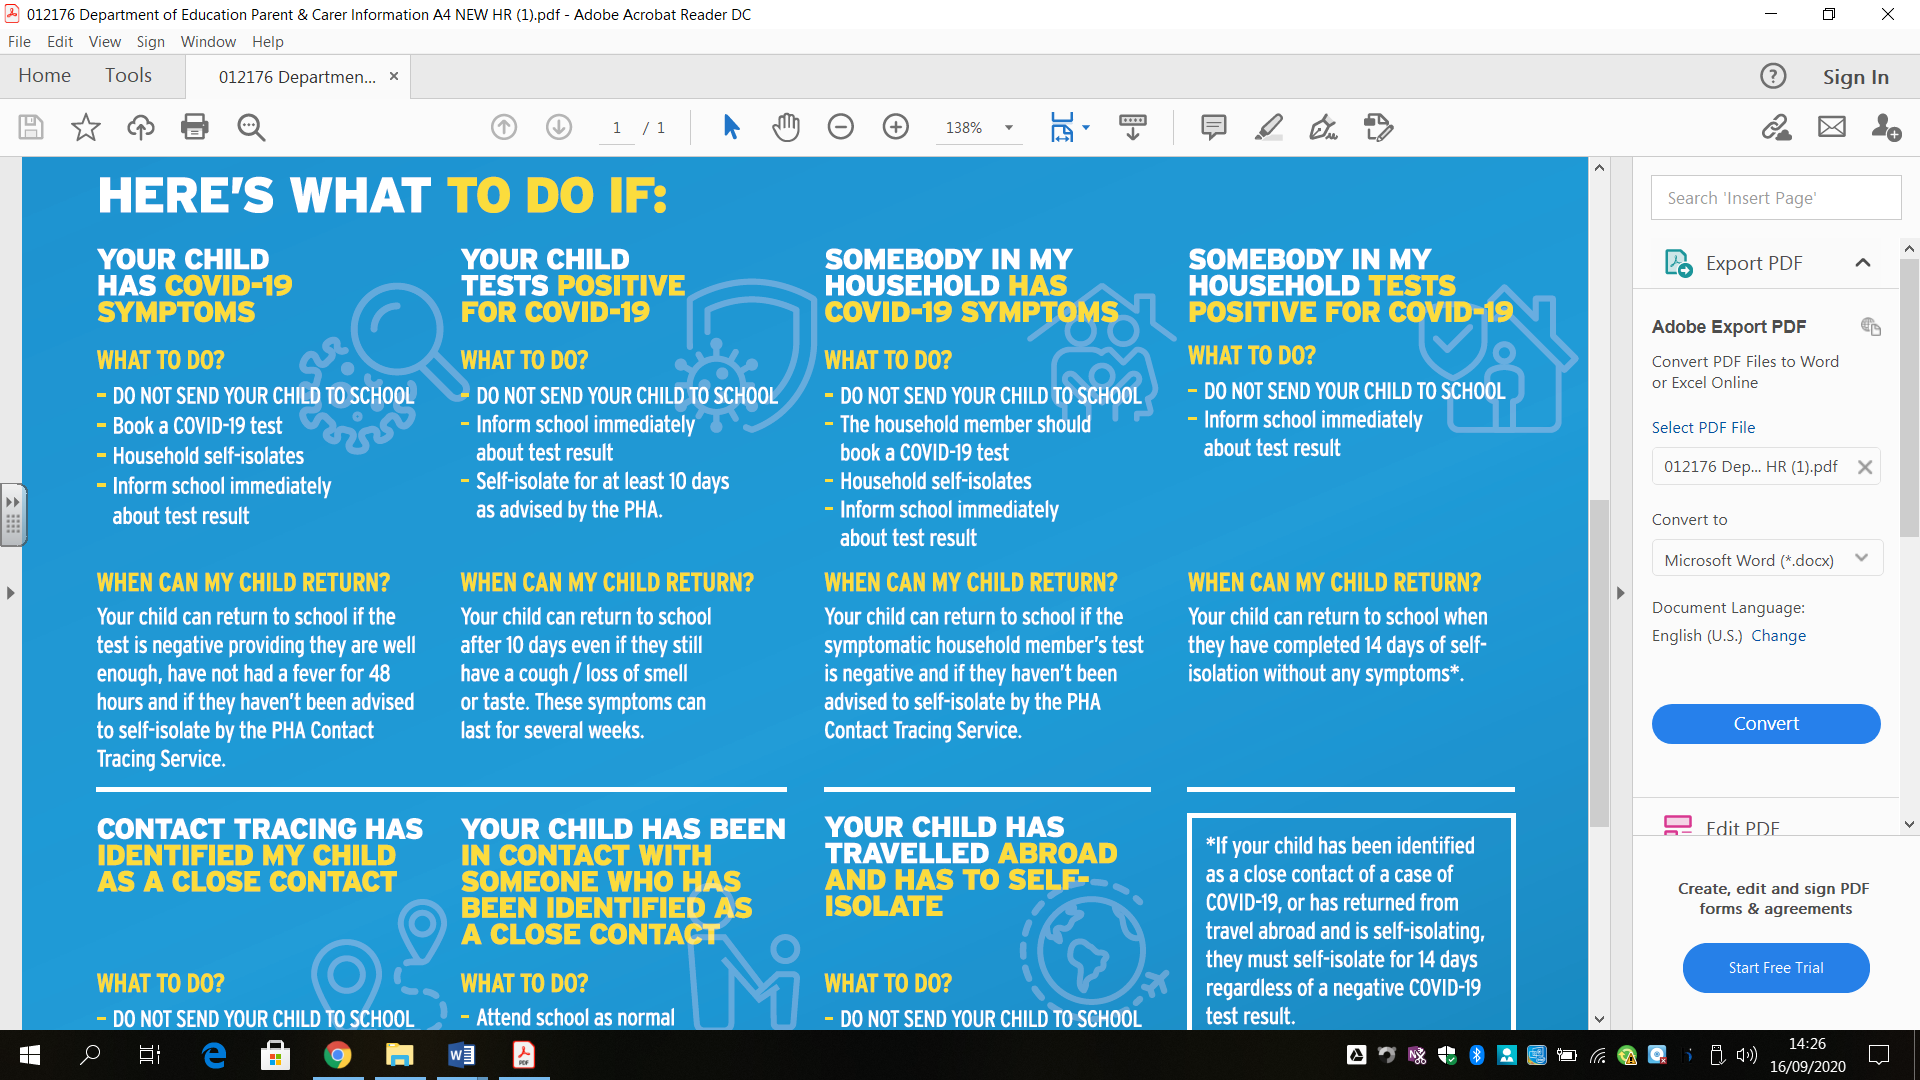 012176 Department of Education Parent & Carer Information A4 NEW HR (1).pdf - Adobe Acrobat Reader DC
File Edit View Sign Window Help
Home Tools 012176 Departmen... ×
Sign In
1 / 1
138%
HERE'S WHAT TO DO IF:
YOUR CHILD
HAS COVID-19
SYMPTOMS
WHAT TO DO?
- DO NOT SEND YOUR CHILD TO SCHOOL
- Book a COVID-19 test
- Household self-isolates
- Inform school immediately
about test result
WHEN CAN MY CHILD RETURN?
Your child can return to school if the
test is negative providing they are well
enough, have not had a fever for 48
hours and if they haven't been advised
to self-isolate by the PHA Contact
Tracing Service.
YOUR CHILD
TESTS POSITIVE
FOR COVID-19
WHAT TO DO?
- DO NOT SEND YOUR CHILD TO SCHOOL
- Inform school immediately
about test result
- Self-isolate for at least 10 days
as advised by the PHA.
WHEN CAN MY CHILD RETURN?
Your child can return to school
after 10 days even if they still
have a cough / loss of smell
or taste. These symptoms can
last for several weeks.
SOMEBODY IN MY
HOUSEHOLD HAS
COVID-19 SYMPTOMS
WHAT TO DO?
- DO NOT SEND YOUR CHILD TO SCHOOL
- The household member should
book a COVID-19 test
- Household self-isolates
- Inform school immediately
about test result
WHEN CAN MY CHILD RETURN?
Your child can return to school if the
symptomatic household member's test
is negative and if they haven't been
advised to self-isolate by the PHA
Contact Tracing Service.
SOMEBODY IN MY
HOUSEHOLD TESTS
POSITIVE FOR COVID-19
WHAT TO DO?
- DO NOT SEND YOUR CHILD TO SCHOOL
- Inform school immediately
about test result
WHEN CAN MY CHILD RETURN?
Your child can return to school when
they have completed 14 days of self-
isolation without any symptoms*.
CONTACT TRACING HAS
IDENTIFIED MY CHILD
AS A CLOSE CONTACT
WHAT TO DO?
- DO NOT SEND YOUR CHILD TO SCHOOL
YOUR CHILD HAS BEEN
IN CONTACT WITH
SOMEONE WHO HAS
BEEN IDENTIFIED AS
A CLOSE CONTACT
WHAT TO DO?
- Attend school as normal
YOUR CHILD HAS
TRAVELLED ABROAD
AND HAS TO SELF-
ISOLATE
WHAT TO DO?
- DO NOT SEND YOUR CHILD TO SCHOOL
*If your child has been identified
as a close contact of a case of
COVID-19, or has returned from
travel abroad and is self-isolating,
they must self-isolate for 14 days
regardless of a negative COVID-19
test result.
Search 'Insert Page'
Export PDF
Adobe Export PDF
Convert PDF Files to Word
or Excel Online
Select PDF File
012176 Dep... HR (1).pdf
Convert to
Microsoft Word (*.docx)
Document Language:
English (U.S.) Change
Convert
Edit PDF
Create, edit and sign PDF
forms & agreements
Start Free Trial
14:26
16/09/2020